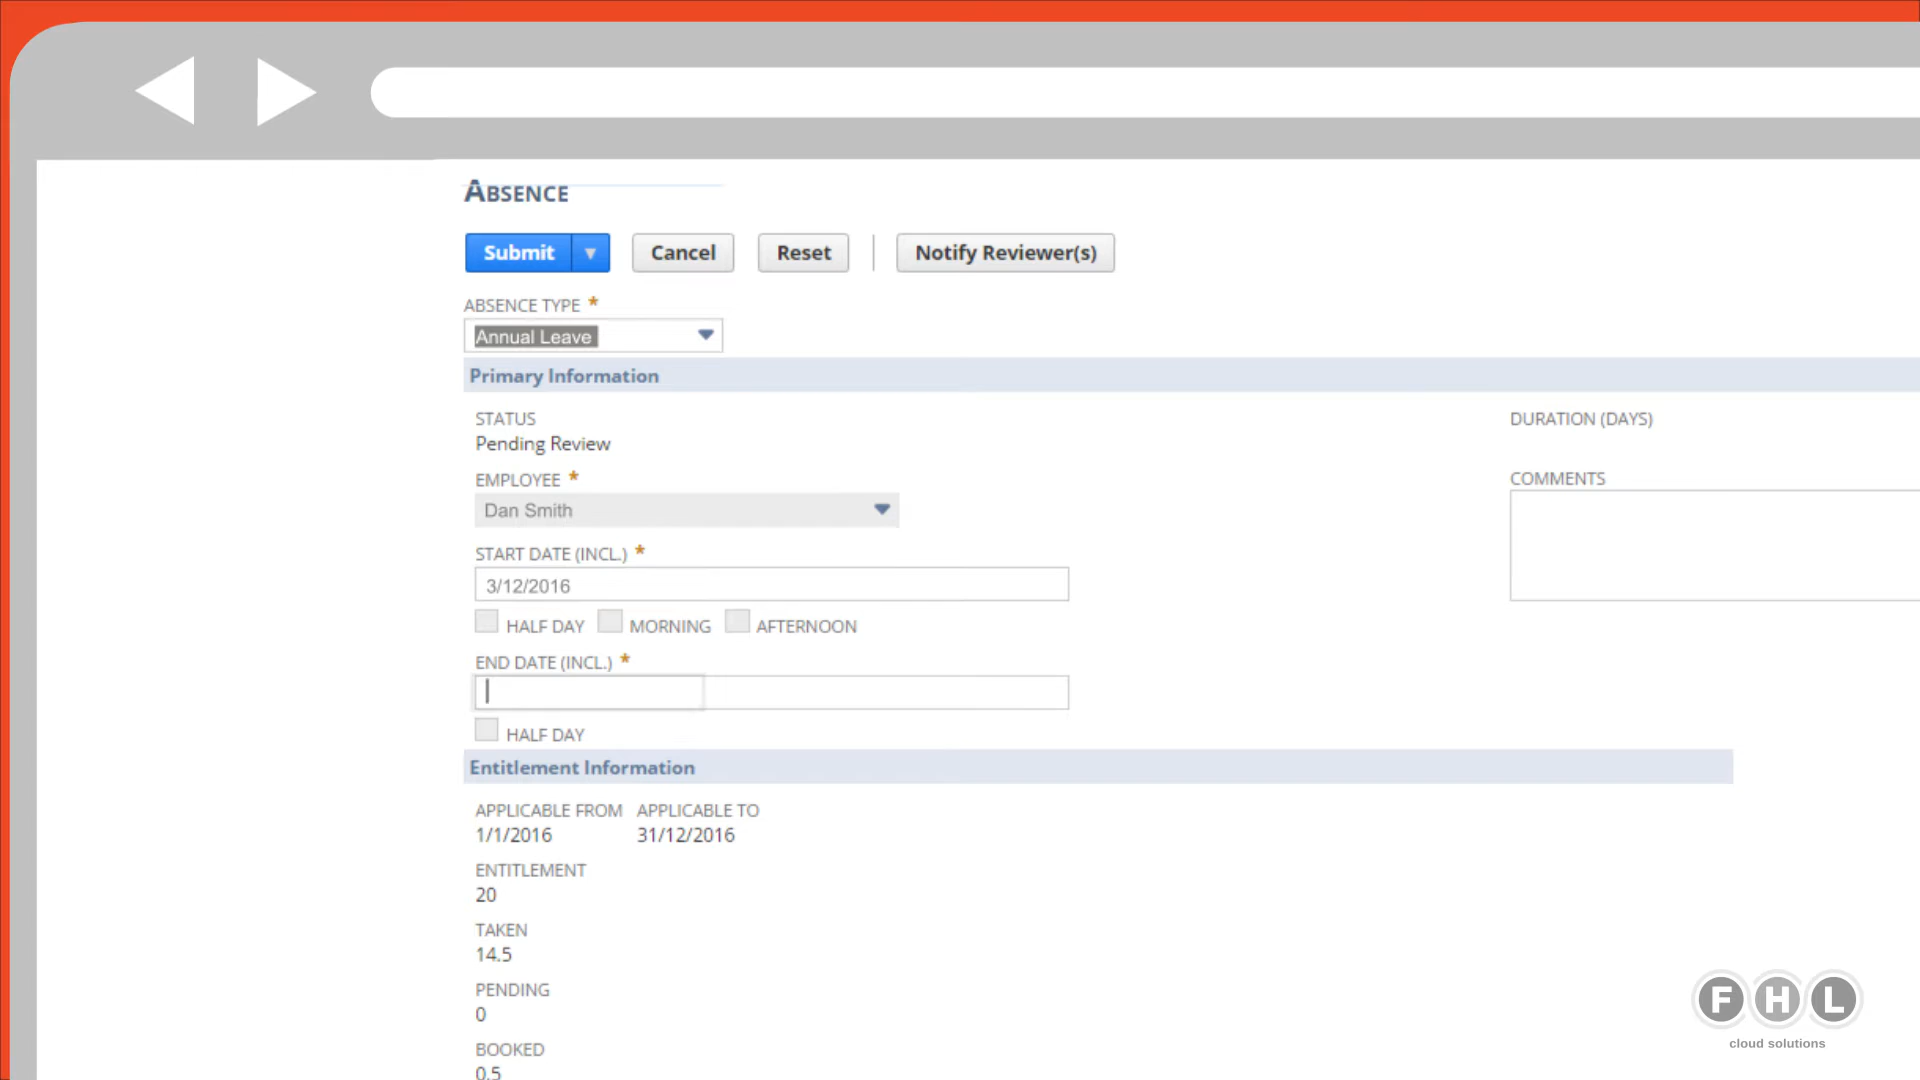 ABSENCE
Submit Cancel Reset Notify Reviewer(s)
ABSENCE TYPE *
Annual Leave
Primary Information
STATUS
Pending Review
EMPLOYEE *
Dan Smith
START DATE (INCL.) *
3/12/2016
HALF DAY MORNING AFTERNOON
END DATE (INCL.) *
HALF DAY
DURATION (DAYS)
COMMENTS
Entitlement Information
APPLICABLE FROM APPLICABLE TO
1/1/2016 31/12/2016
ENTITLEMENT
20
TAKEN
14.5
PENDING
0
BOOKED
0.5
FHL
cloud solutions